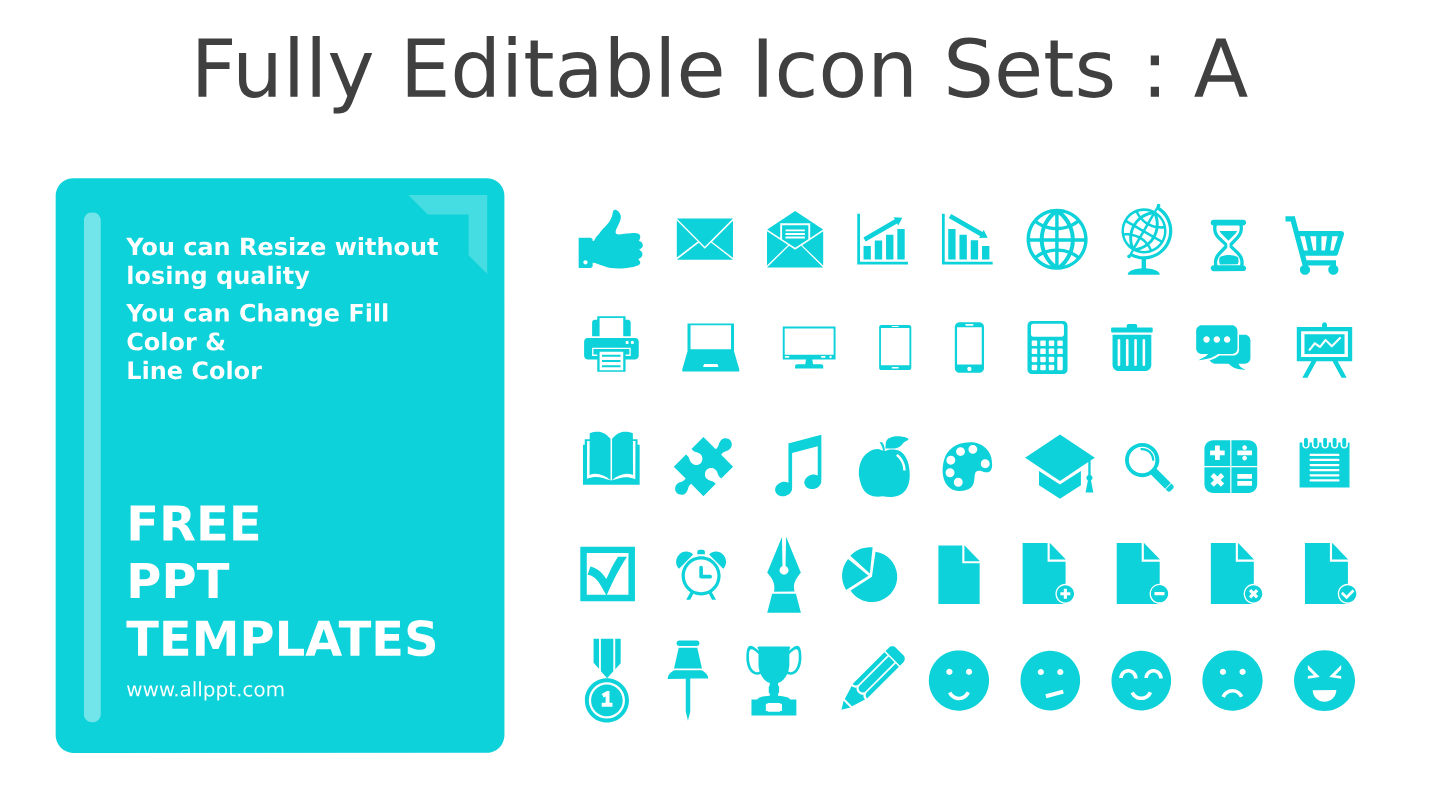 Fully Editable Icon Sets : A
You can Resize without
losing quality
You can Change Fill
Color &
Line Color
FREE
PPT
TEMPLATES
www.allppt.com
1